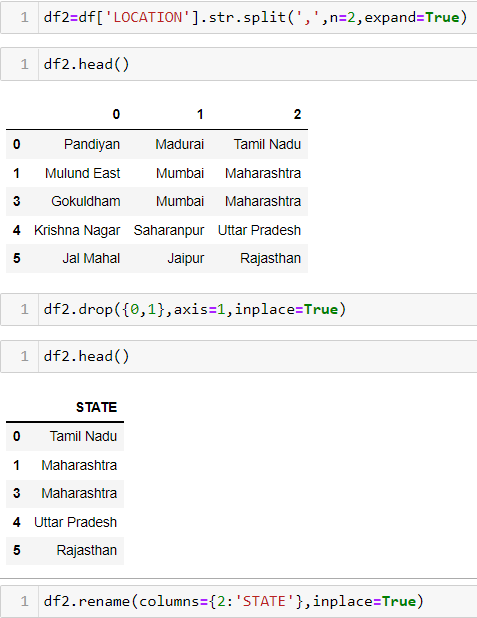 1 df2=df['LOCATION'].str.split(',',n=2,expand=True)
1 df2.head()
0 1 2
0 Pandiyan Madurai Tamil Nadu
1 Mulund East Mumbai Maharashtra
3 Gokuldham Mumbai Maharashtra
4 Krishna Nagar Saharanpur Uttar Pradesh
5 Jal Mahal Jaipur Rajasthan
1 df2.drop({0,1},axis=1,inplace=True)
1 df2.head()
STATE
0 Tamil Nadu
1 Maharashtra
3 Maharashtra
4 Uttar Pradesh
5 Rajasthan
1 df2.rename(columns={2:'STATE'},inplace=True)